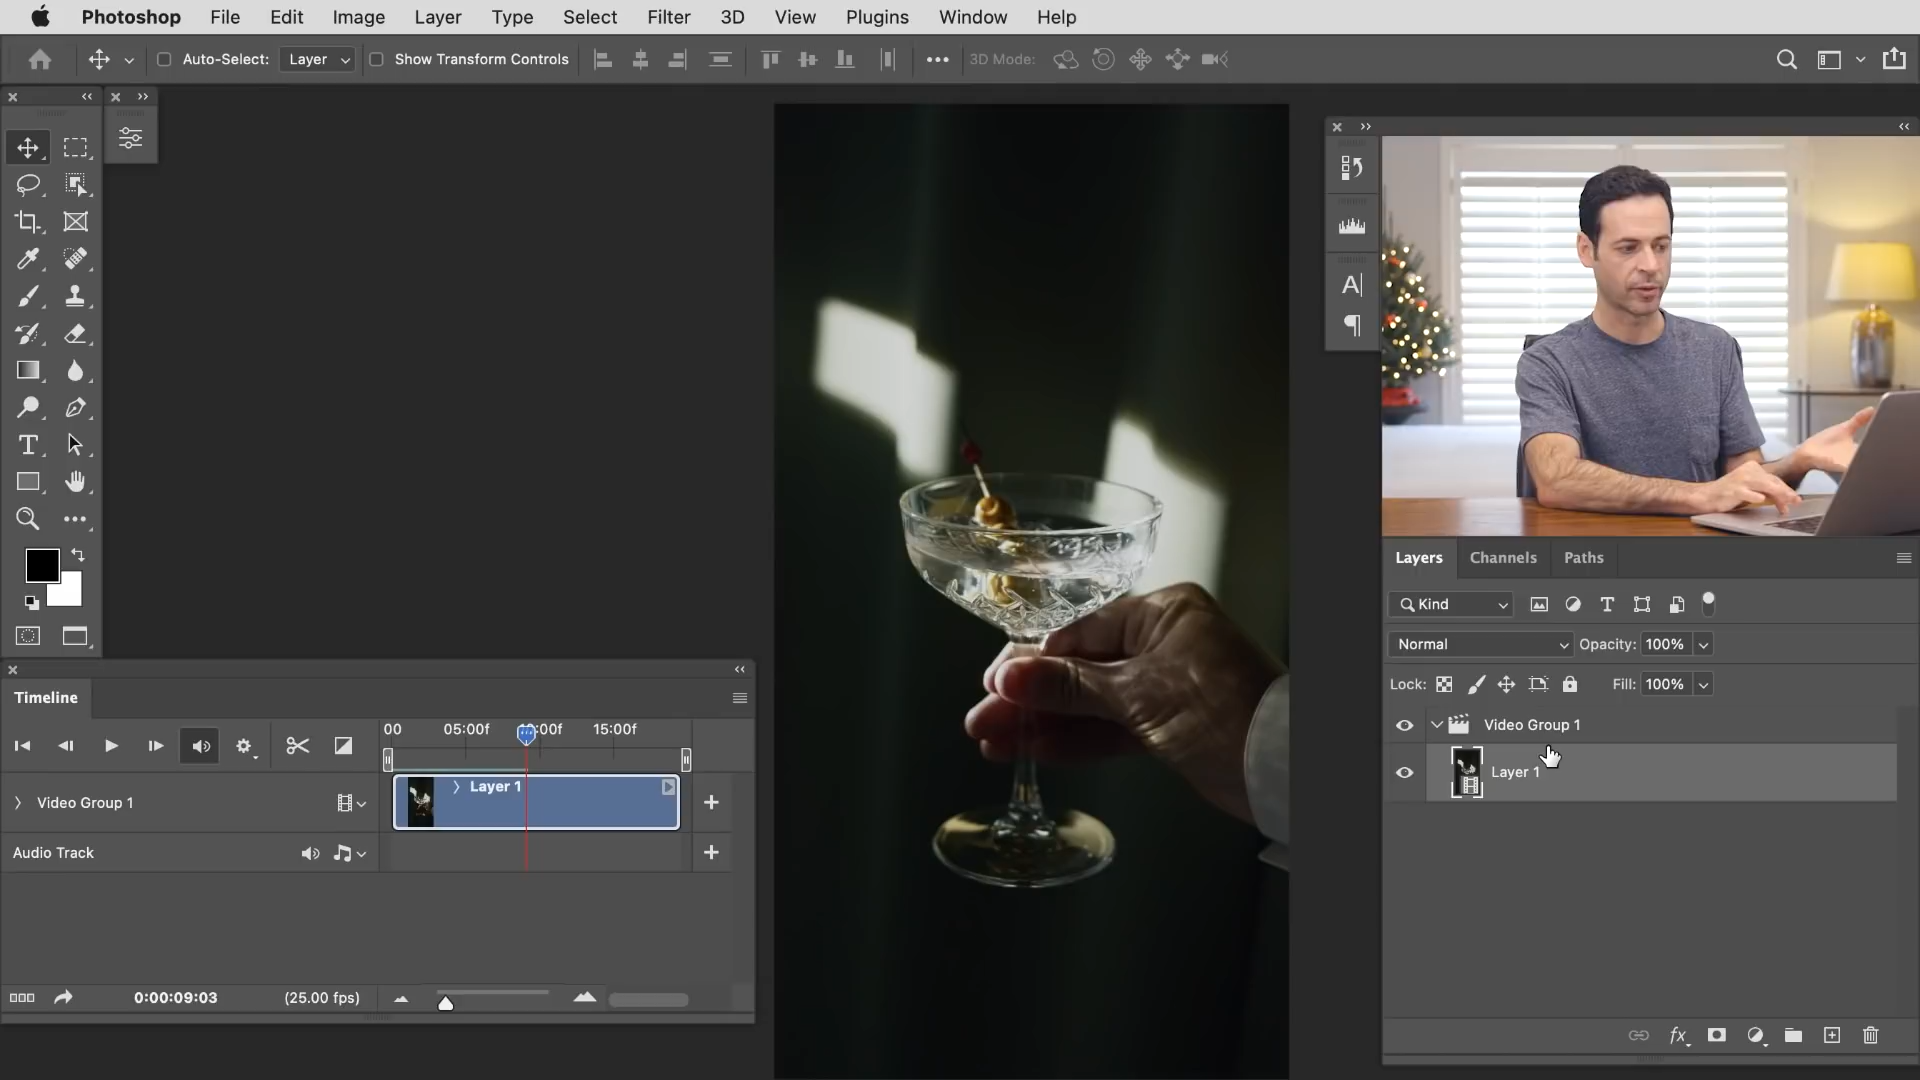 Photoshop File Edit Image Layer Type Select Filter 3D View Plugins Window Help
Auto-Select: Layer Show Transform Controls 3D Mode:
Timeline
00 05:00f 10:00f 15:00f
Layer 1
Video Group 1
Audio Track
0:00:09:03 (25.00 fps)
Layers Channels Paths
Kind
Normal Opacity: 100%
Lock: Fill: 100%
Video Group 1
Layer 1